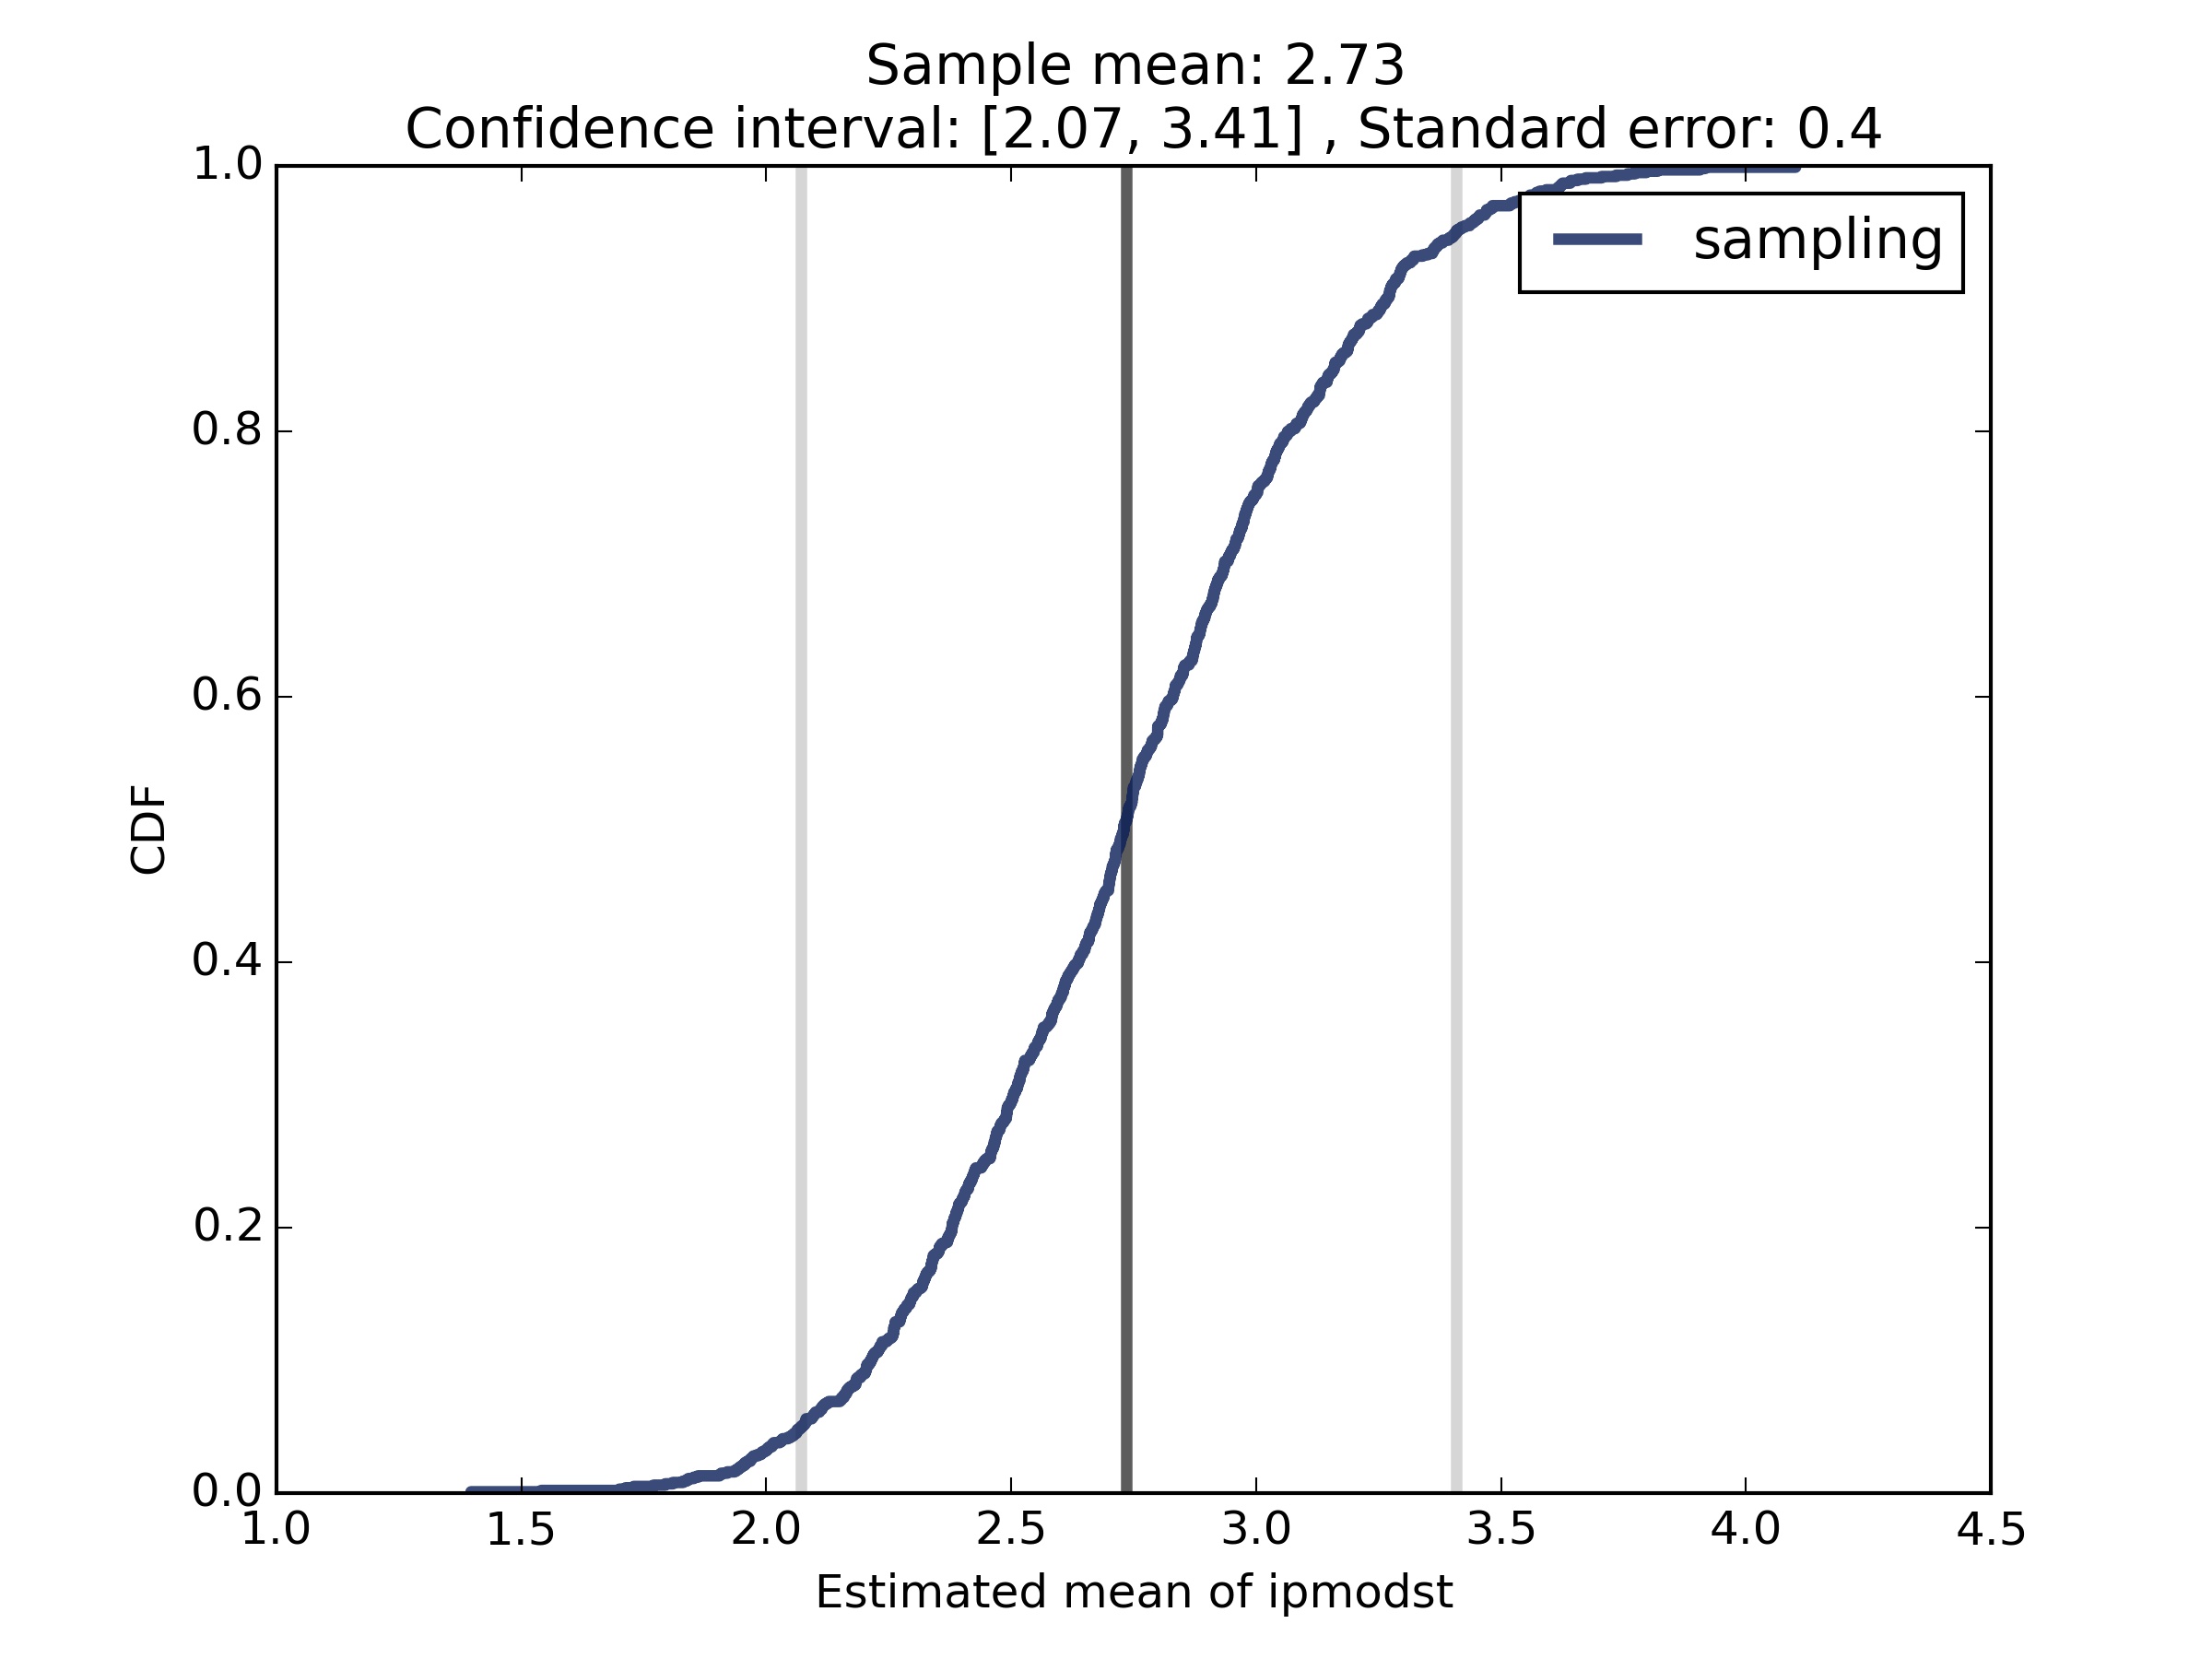 Sample mean: 2.73
Confidence interval: [2.07, 3.41] , Standard error: 0.4
1.0
sampling
0.8
0.6
CDF
0.4
0.2
0.0
1.0 1.5 2.0 2.5 3.0 3.5 4.0 4.5
Estimated mean of ipmodst